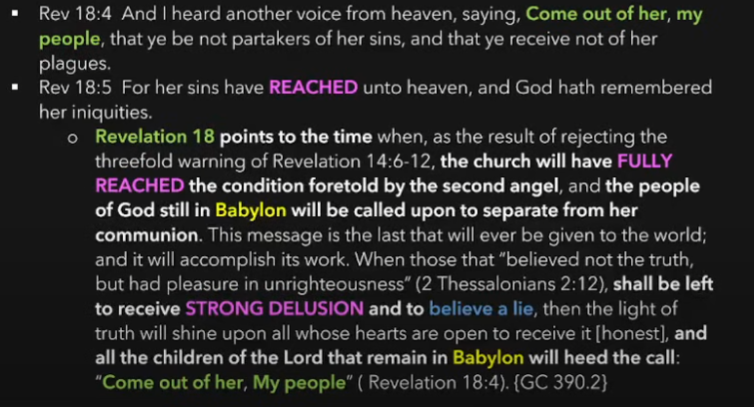 ▪ Rev 18:4 And I heard another voice from heaven, saying, Come out of her, my
people, that ye be not partakers of her sins, and that ye receive not of her
plagues.
▪ Rev 18:5 For her sins have REACHED unto heaven, and God hath remembered
her iniquities.
o Revelation 18 points to the time when, as the result of rejecting the
threefold warning of Revelation 14:6-12, the church will have FULLY
REACHED the condition foretold by the second angel, and the people
of God still in Babylon will be called upon to separate from her
communion. This message is the last that will ever be given to the world;
and it will accomplish its work. When those that “believed not the truth,
but had pleasure in unrighteousness” (2 Thessalonians 2:12), shall be left
to receive STRONG DELUSION and to believe a lie, then the light of
truth will shine upon all whose hearts are open to receive it [honest], and
all the children of the Lord that remain in Babylon will heed the call:
“Come out of her, My people” ( Revelation 18:4). {GC 390.2}